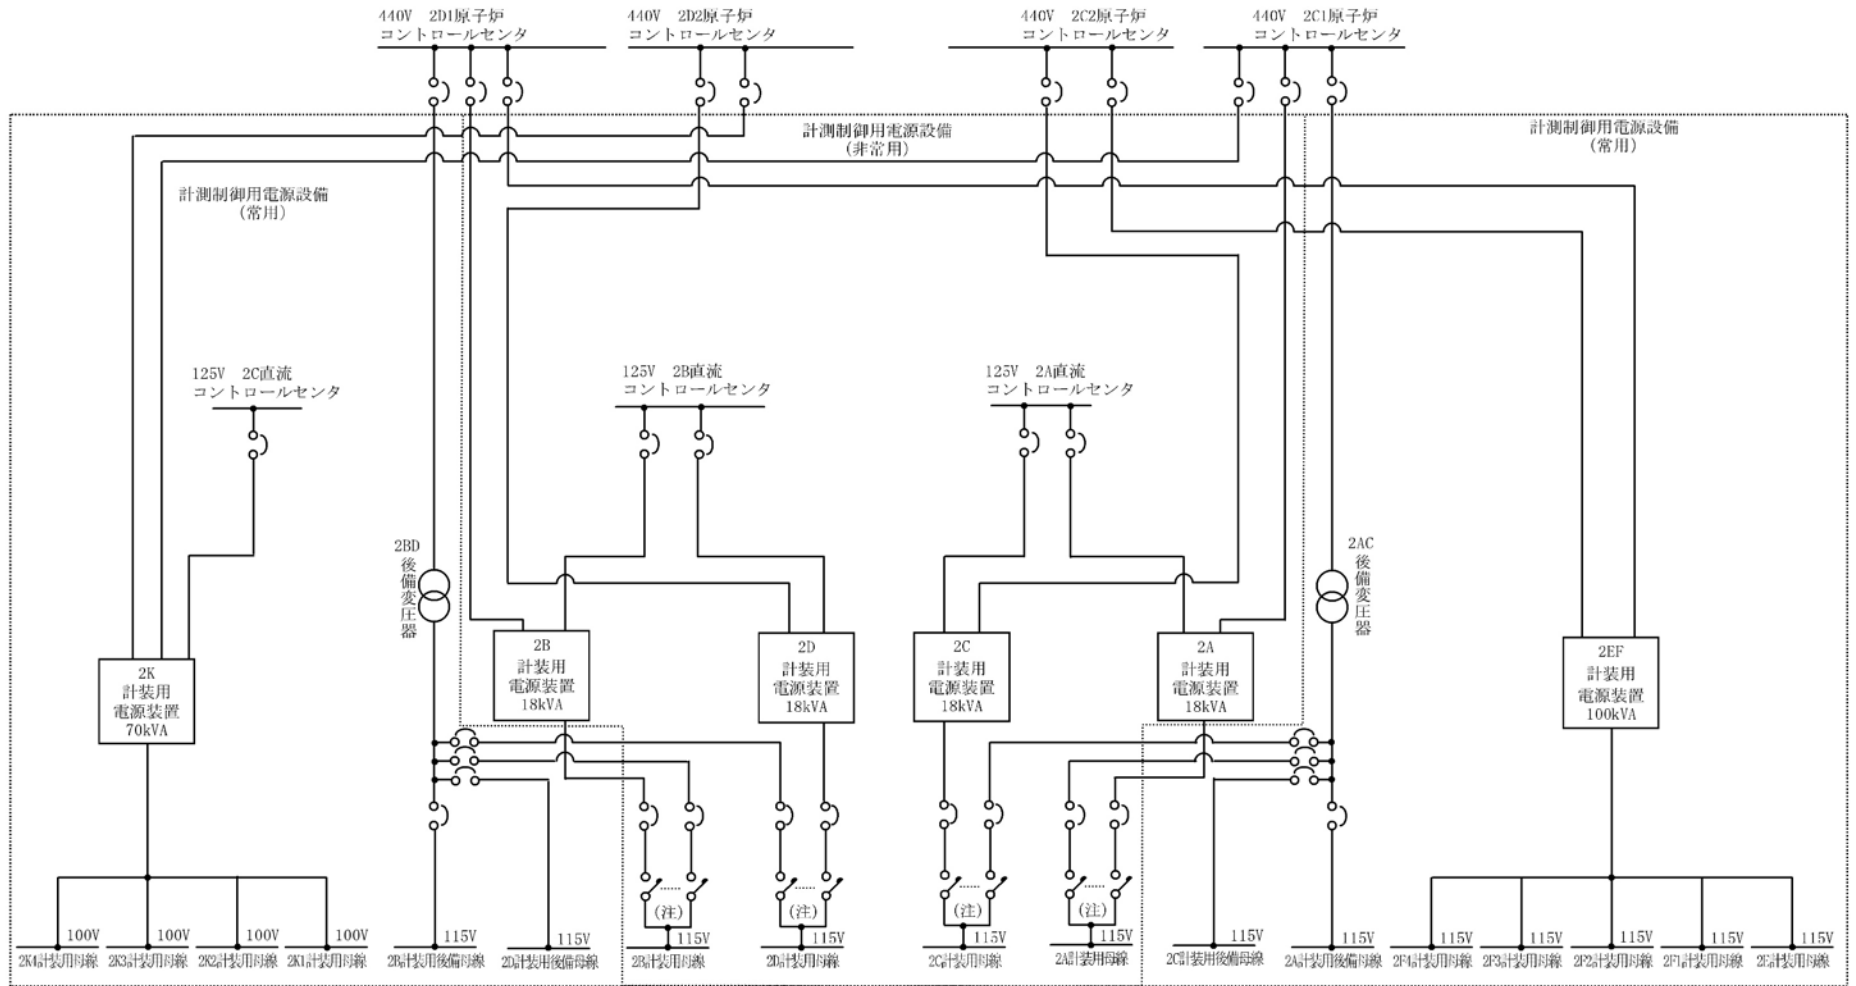 440V 2D1原子炉
コントロールセンタ
440V 2D2原子炉
コントロールセンタ
440V 2C2原子炉
コントロールセンタ
440V 2C1原子炉
コントロールセンタ
計測制御用電源設備
(非常用)
計測制御用電源設備
(常用)
計測制御用電源設備
(常用)
125V 2C直流
コントロールセンタ
125V 2B直流
コントロールセンタ
125V 2A直流
コントロールセンタ
2BD
後備変圧器
2AC
後備変圧器
2K
計装用
電源装置
70kVA
2B
計装用
電源装置
18kVA
2D
計装用
電源装置
18kVA
2C
計装用
電源装置
18kVA
2A
計装用
電源装置
18kVA
2EF
計装用
電源装置
100kVA
(注)
(注)
(注)
(注)
100V
100V
100V
100V
115V
115V
115V
115V
115V
115V
115V
115V
115V
115V
115V
115V
115V
2K4計装用母線
2K3計装用母線
2K2計装用母線
2K1計装用母線
2B計装用後備母線
2D計装用後備母線
2B計装用母線
2D計装用母線
2C計装用母線
2A計装用母線
2C計装用後備母線
2A計装用後備母線
2F4計装用母線
2F3計装用母線
2F2計装用母線
2F1計装用母線
2E計装用母線